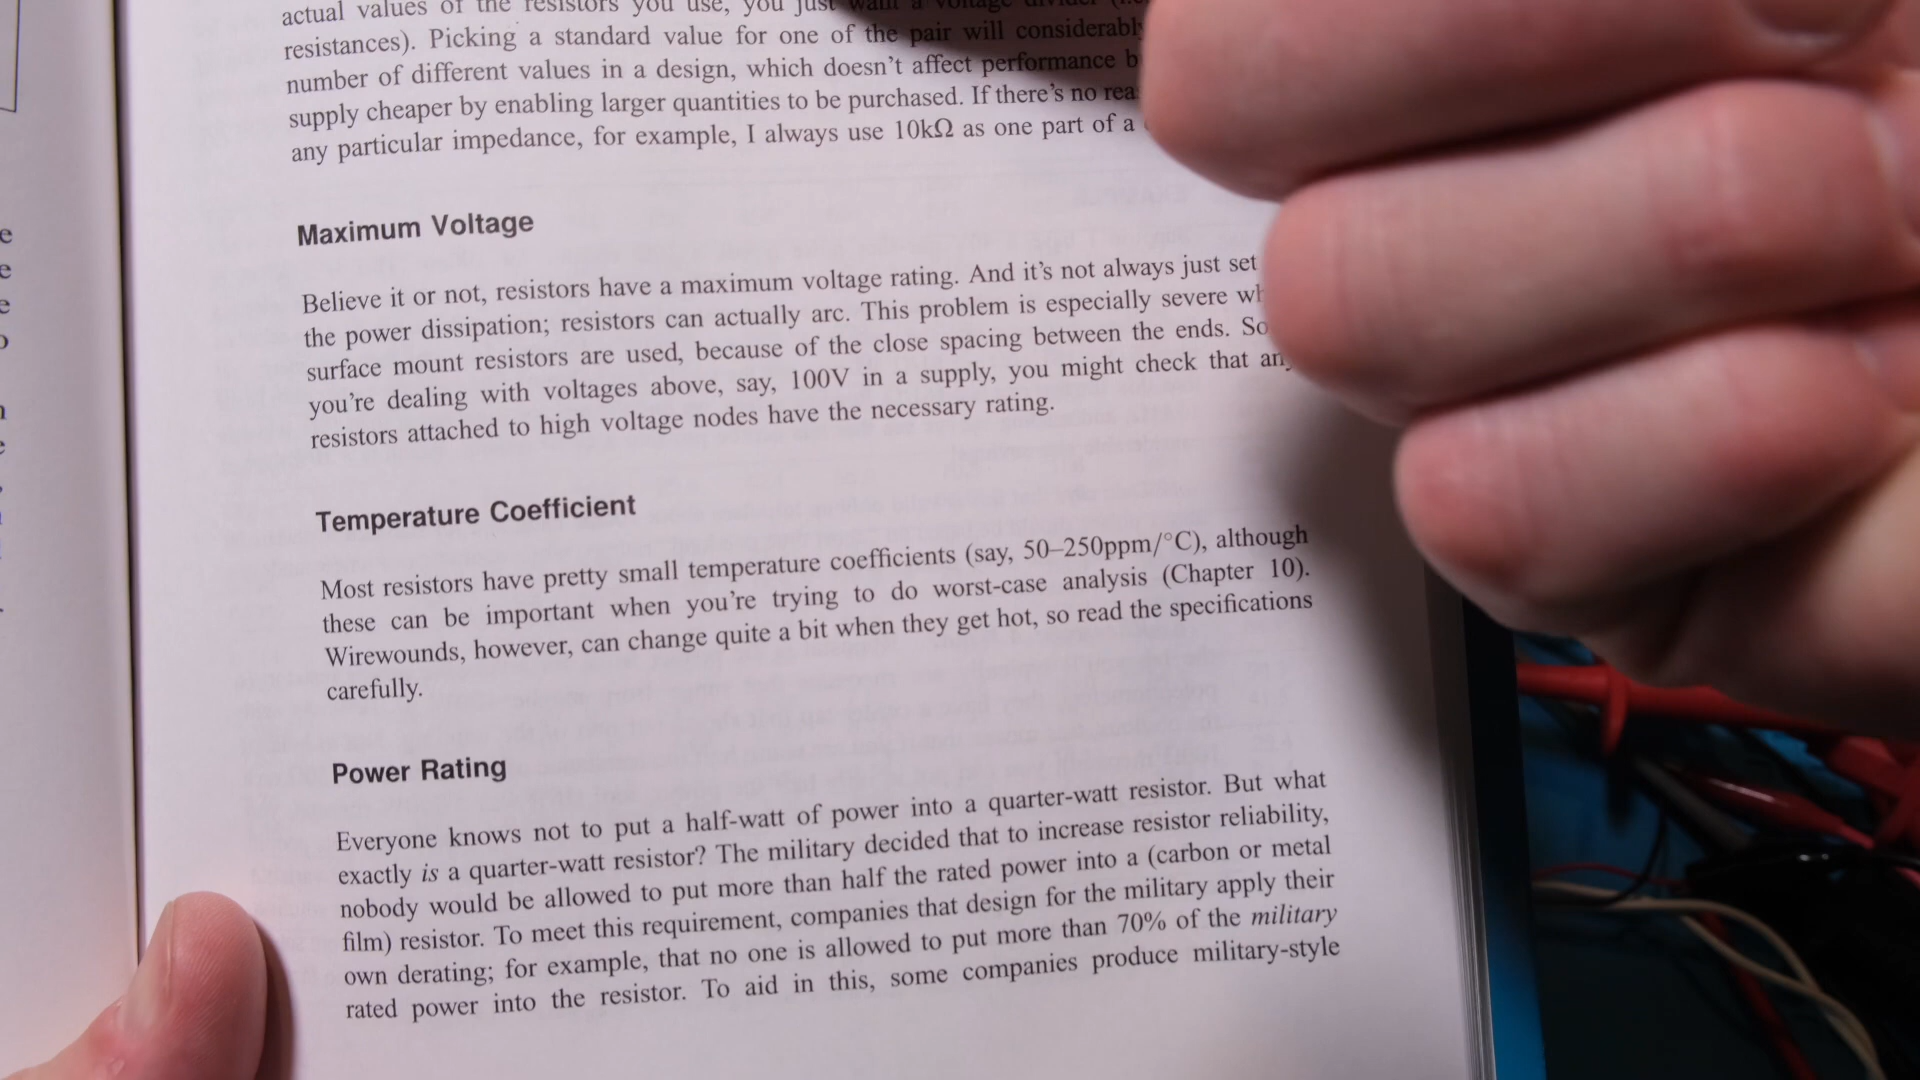 actual values of the resistors you use, you just want a voltage divider
resistances). Picking a standard value for one of the pair will
number of different values in a design, which doesn't affect performance
supply cheaper by enabling larger quantities to be purchased. If there's no
any particular impedance, for example, I always use 10kΩ as one part of a
Maximum Voltage
Believe it or not, resistors have a maximum voltage rating. And it's not always just set
the power dissipation; resistors can actually arc. This problem is especially severe
surface mount resistors are used, because of the close spacing between the ends. So
you're dealing with voltages above, say, 100V in a supply, you might check that
resistors attached to high voltage nodes have the necessary rating.
Temperature Coefficient
Most resistors have pretty small temperature coefficients (say, 50–250ppm/°C), although
these can be important when you're trying to do worst-case analysis (Chapter 10).
Wirewounds, however, can change quite a bit when they get hot, so read the specifications
carefully.
Power Rating
Everyone knows not to put a half-watt of power into a quarter-watt resistor. But what
exactly is a quarter-watt resistor? The military decided that to increase resistor reliability,
nobody would be allowed to put more than half the rated power into a (carbon or metal
film) resistor. To meet this requirement, companies that design for the military apply their
own derating; for example, that no one is allowed to put more than 70% of the military
rated power into the resistor. To aid in this, some companies produce military-style